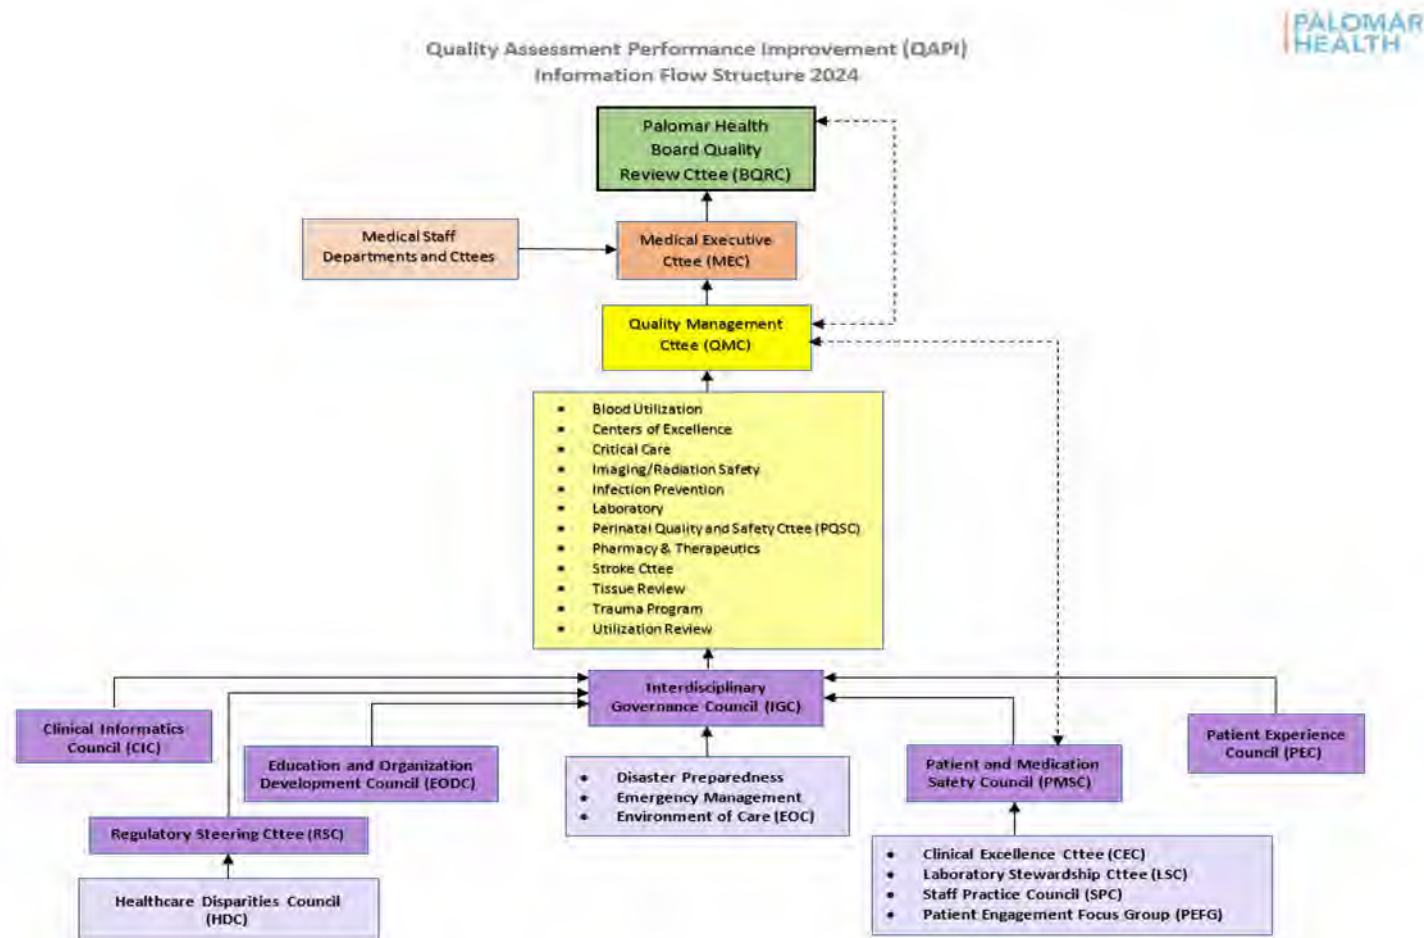 PALOMAR
HEALTH
Quality Assessment Performance Improvement (QAPI)
Information Flow Structure 2024
Palomar Health
Board Quality
Review Cttee (BQRC)
Medical Staff
Departments and Cttees
Medical Executive
Cttee (MEC)
Quality Management
Cttee (QMC)
• Blood Utilization
• Centers of Excellence
• Critical Care
• Imaging/Radiation Safety
• Infection Prevention
• Laboratory
• Perinatal Quality and Safety Cttee (PQSC)
• Pharmacy & Therapeutics
• Stroke Cttee
• Tissue Review
• Trauma Program
• Utilization Review
Interdisciplinary
Governance Council (IGC)
Clinical Informatics
Council (CIC)
Education and Organization
Development Council (EODC)
• Disaster Preparedness
• Emergency Management
• Environment of Care (EOC)
Patient and Medication
Safety Council (PMSC)
Patient Experience
Council (PEC)
Regulatory Steering Cttee (RSC)
Healthcare Disparities Council
(HDC)
• Clinical Excellence Cttee (CEC)
• Laboratory Stewardship Cttee (LSC)
• Staff Practice Council (SPC)
• Patient Engagement Focus Group (PEFG)